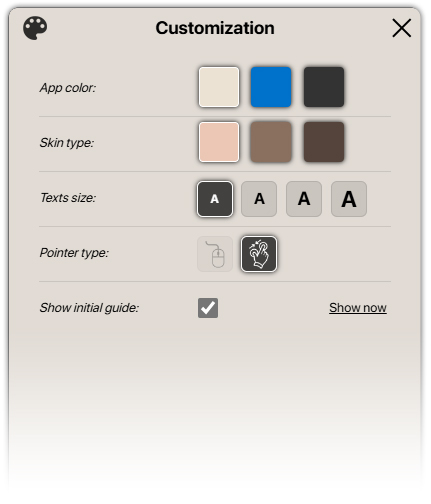 Customization
App color:
Skin type:
Texts size: A A A A
Pointer type:
Show initial guide: Show now